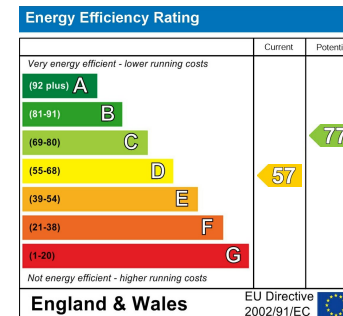 Energy Efficiency Rating
Current Potenti
Very energy efficient - lower running costs
(92 plus) A
(81-91) B
(69-80) C
77
(55-68) D
57
(39-54) E
(21-38) F
(1-20) G
Not energy efficient - higher running costs
England & Wales
EU Directive
2002/91/EC